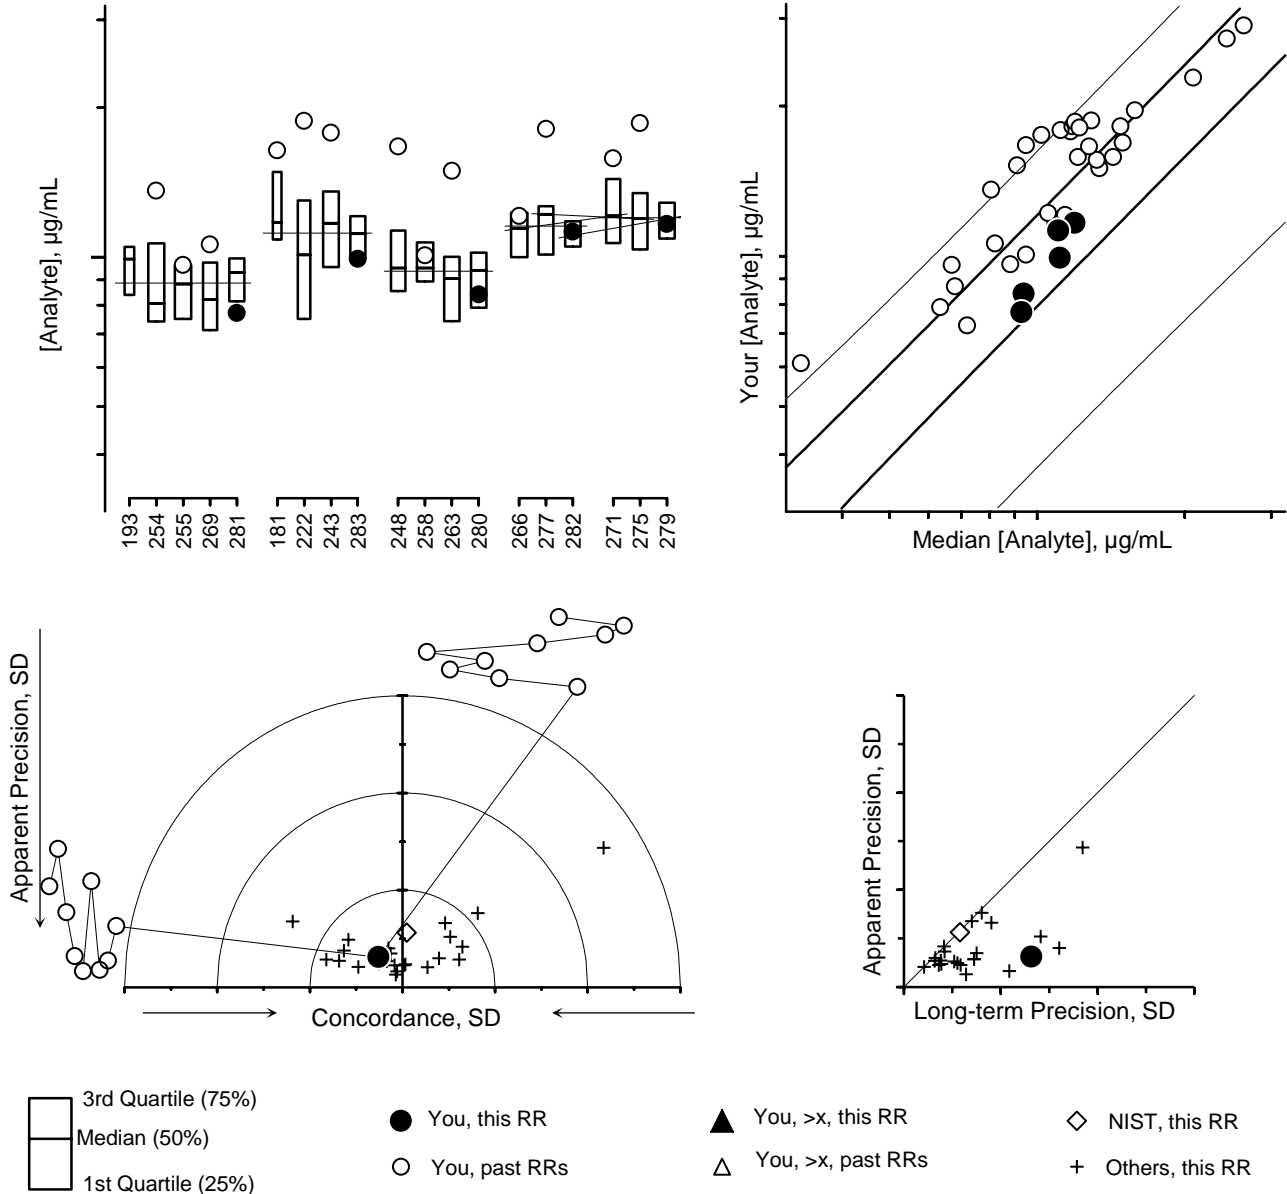 [Analyte], µg/mL
193
254
255
269
281
181
222
243
283
248
258
263
280
266
277
282
271
275
279
Your [Analyte], µg/mL
Median [Analyte], µg/mL
Apparent Precision, SD
Concordance, SD
Apparent Precision, SD
Long-term Precision, SD
3rd Quartile (75%)
Median (50%)
1st Quartile (25%)
You, this RR
You, past RRs
You, >x, this RR
You, >x, past RRs
NIST, this RR
Others, this RR